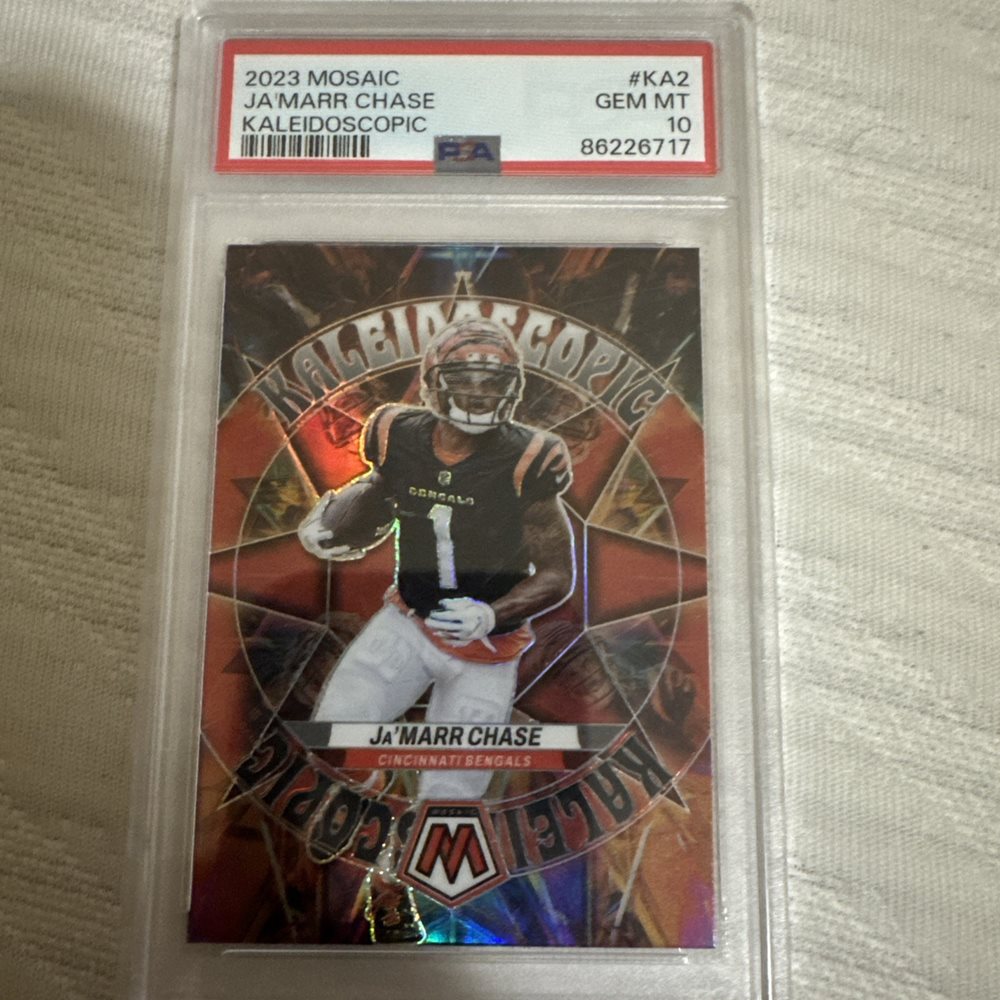 2023 MOSAIC #KA2
JA'MARR CHASE GEM MT
KALEIDOSCOPIC 10
PSA 86226717
KALEIDOSCOPIC
BENGALS
1
JA'MARR CHASE
CINCINNATI BENGALS
KALEIDOSCOPIC
MOSAIC
M